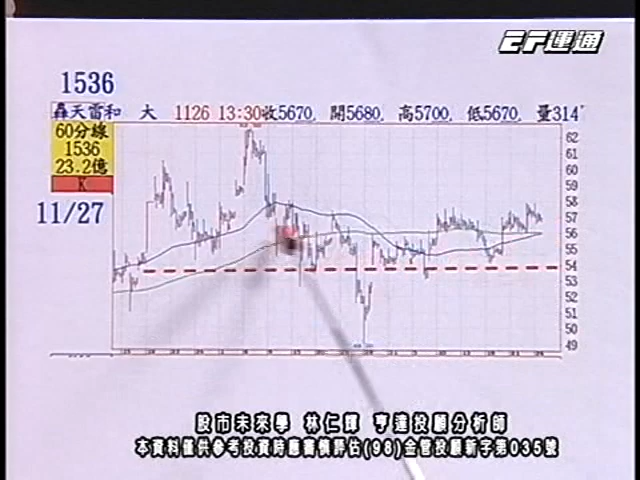 EF運通
1536
轟天雷和 大 1126 13:30收5670, 開5680, 高5700, 低5670, 量314
60分線
1536
23.2億
K
11/27
62
61
60
59
58
57
56
55
54
53
52
51
50
49
股市未來學 林仁輝 亨達投顧分析師
本資料僅供參考投資時應審慎評估(98)金管投顧新字第035號